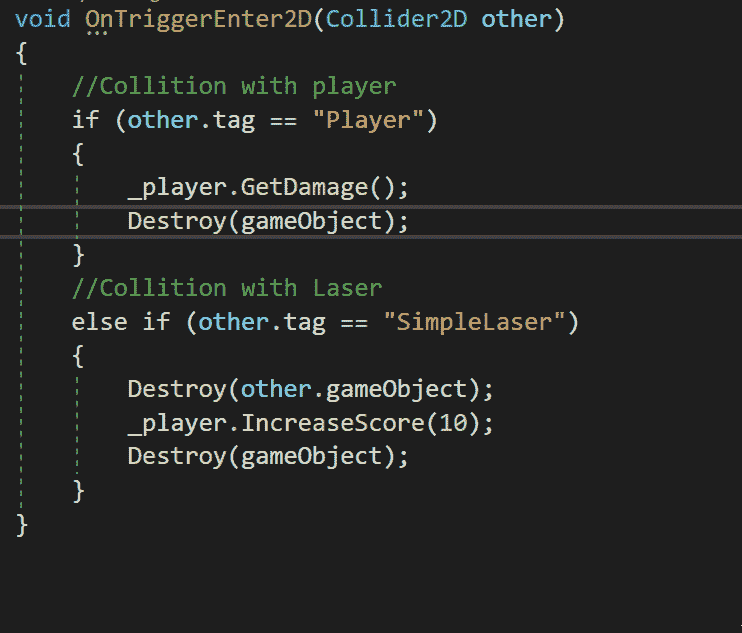 void OnTriggerEnter2D(Collider2D other)
{
//Collition with player
if (other.tag == "Player")
{
_player.GetDamage();
Destroy(gameObject);
}
//Collition with Laser
else if (other.tag == "SimpleLaser")
{
Destroy(other.gameObject);
_player.IncreaseScore(10);
Destroy(gameObject);
}
}